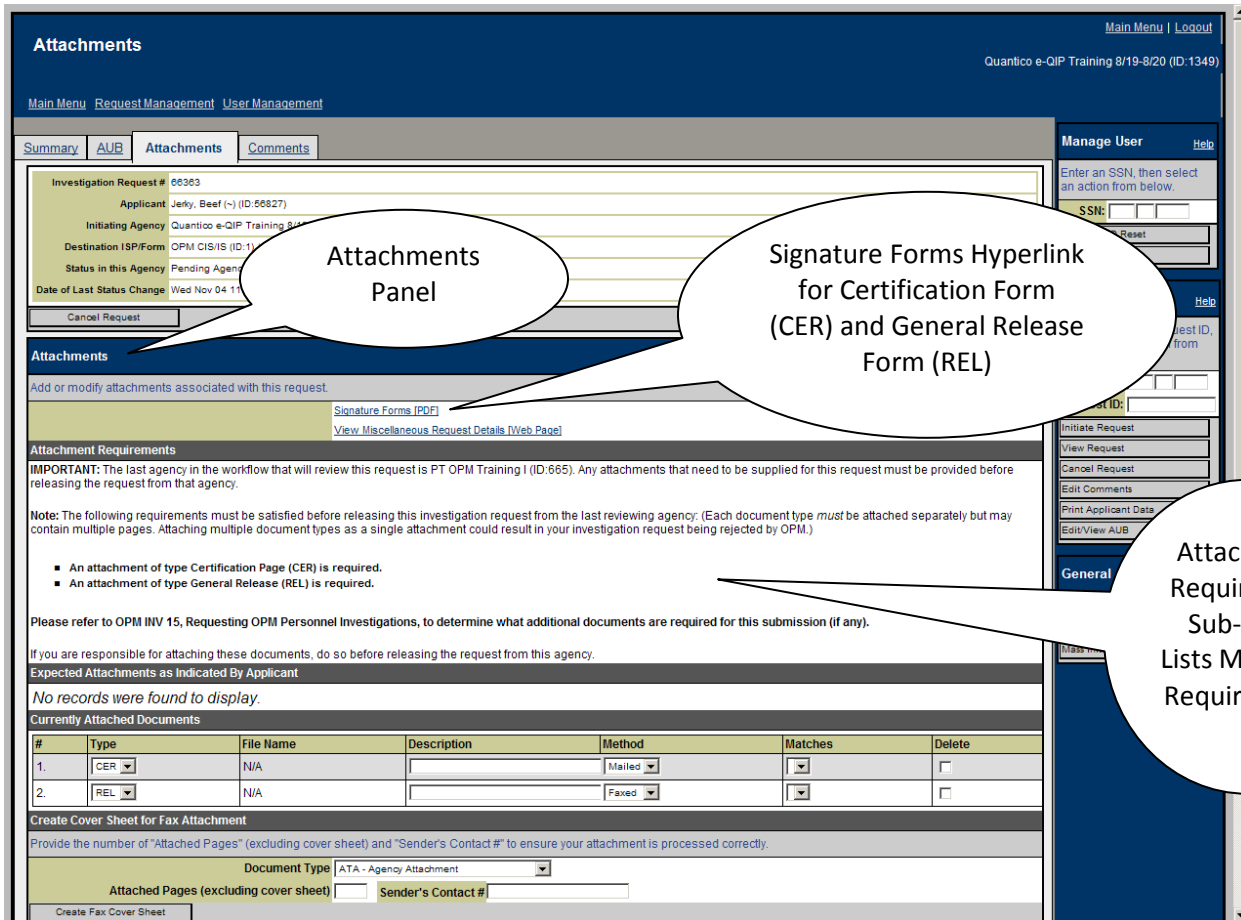 Attachments
Main Menu | Logout
Quantico e-QIP Training 8/19-8/20 (ID:1349)
Main Menu Request Management User Management
Summary AUB Attachments Comments
Investigation Request # 66363
Applicant Jerky, Beef (~) (ID:56827)
Initiating Agency Quantico e-QIP Training
Destination ISP/Form OPM CIS/IS (ID:1)
Status in this Agency Pending
Date of Last Status Change Wed Nov 04 11
Cancel Request
Attachments
Panel
Signature Forms Hyperlink
for Certification Form
(CER) and General Release
Form (REL)
Attachments
Add or modify attachments associated with this request.
Signature Forms [PDF]
View Miscellaneous Request Details [Web Page]
Attachment Requirements
IMPORTANT: The last agency in the workflow that will review this request is PT OPM Training I (ID:665). Any attachments that need to be supplied for this request must be provided before
releasing the request from that agency.
Note: The following requirements must be satisfied before releasing this investigation request from the last reviewing agency: (Each document type must be attached separately but may
contain multiple pages. Attaching multiple document types as a single attachment could result in your investigation request being rejected by OPM.)
■ An attachment of type Certification Page (CER) is required.
■ An attachment of type General Release (REL) is required.
Please refer to OPM INV 15, Requesting OPM Personnel Investigations, to determine what additional documents are required for this submission (if any).
If you are responsible for attaching these documents, do so before releasing the request from this agency.
Expected Attachments as Indicated By Applicant
No records were found to display.
Currently Attached Documents
# Type File Name Description Method Matches Delete
1. CER N/A Mailed
2. REL N/A Faxed
Create Cover Sheet for Fax Attachment
Provide the number of "Attached Pages" (excluding cover sheet) and "Sender's Contact #" to ensure your attachment is processed correctly.
Document Type ATA - Agency Attachment
Attached Pages (excluding cover sheet) Sender's Contact #
Create Fax Cover Sheet
Manage User Help
Enter an SSN, then select
an action from below.
SSN:
Reset
Help
ID,
from
ID:
Initiate Request
View Request
Cancel Request
Edit Comments
Print Applicant Data
Edit/View AUB
General
Attac
Requir
Sub-
Lists M
Requir